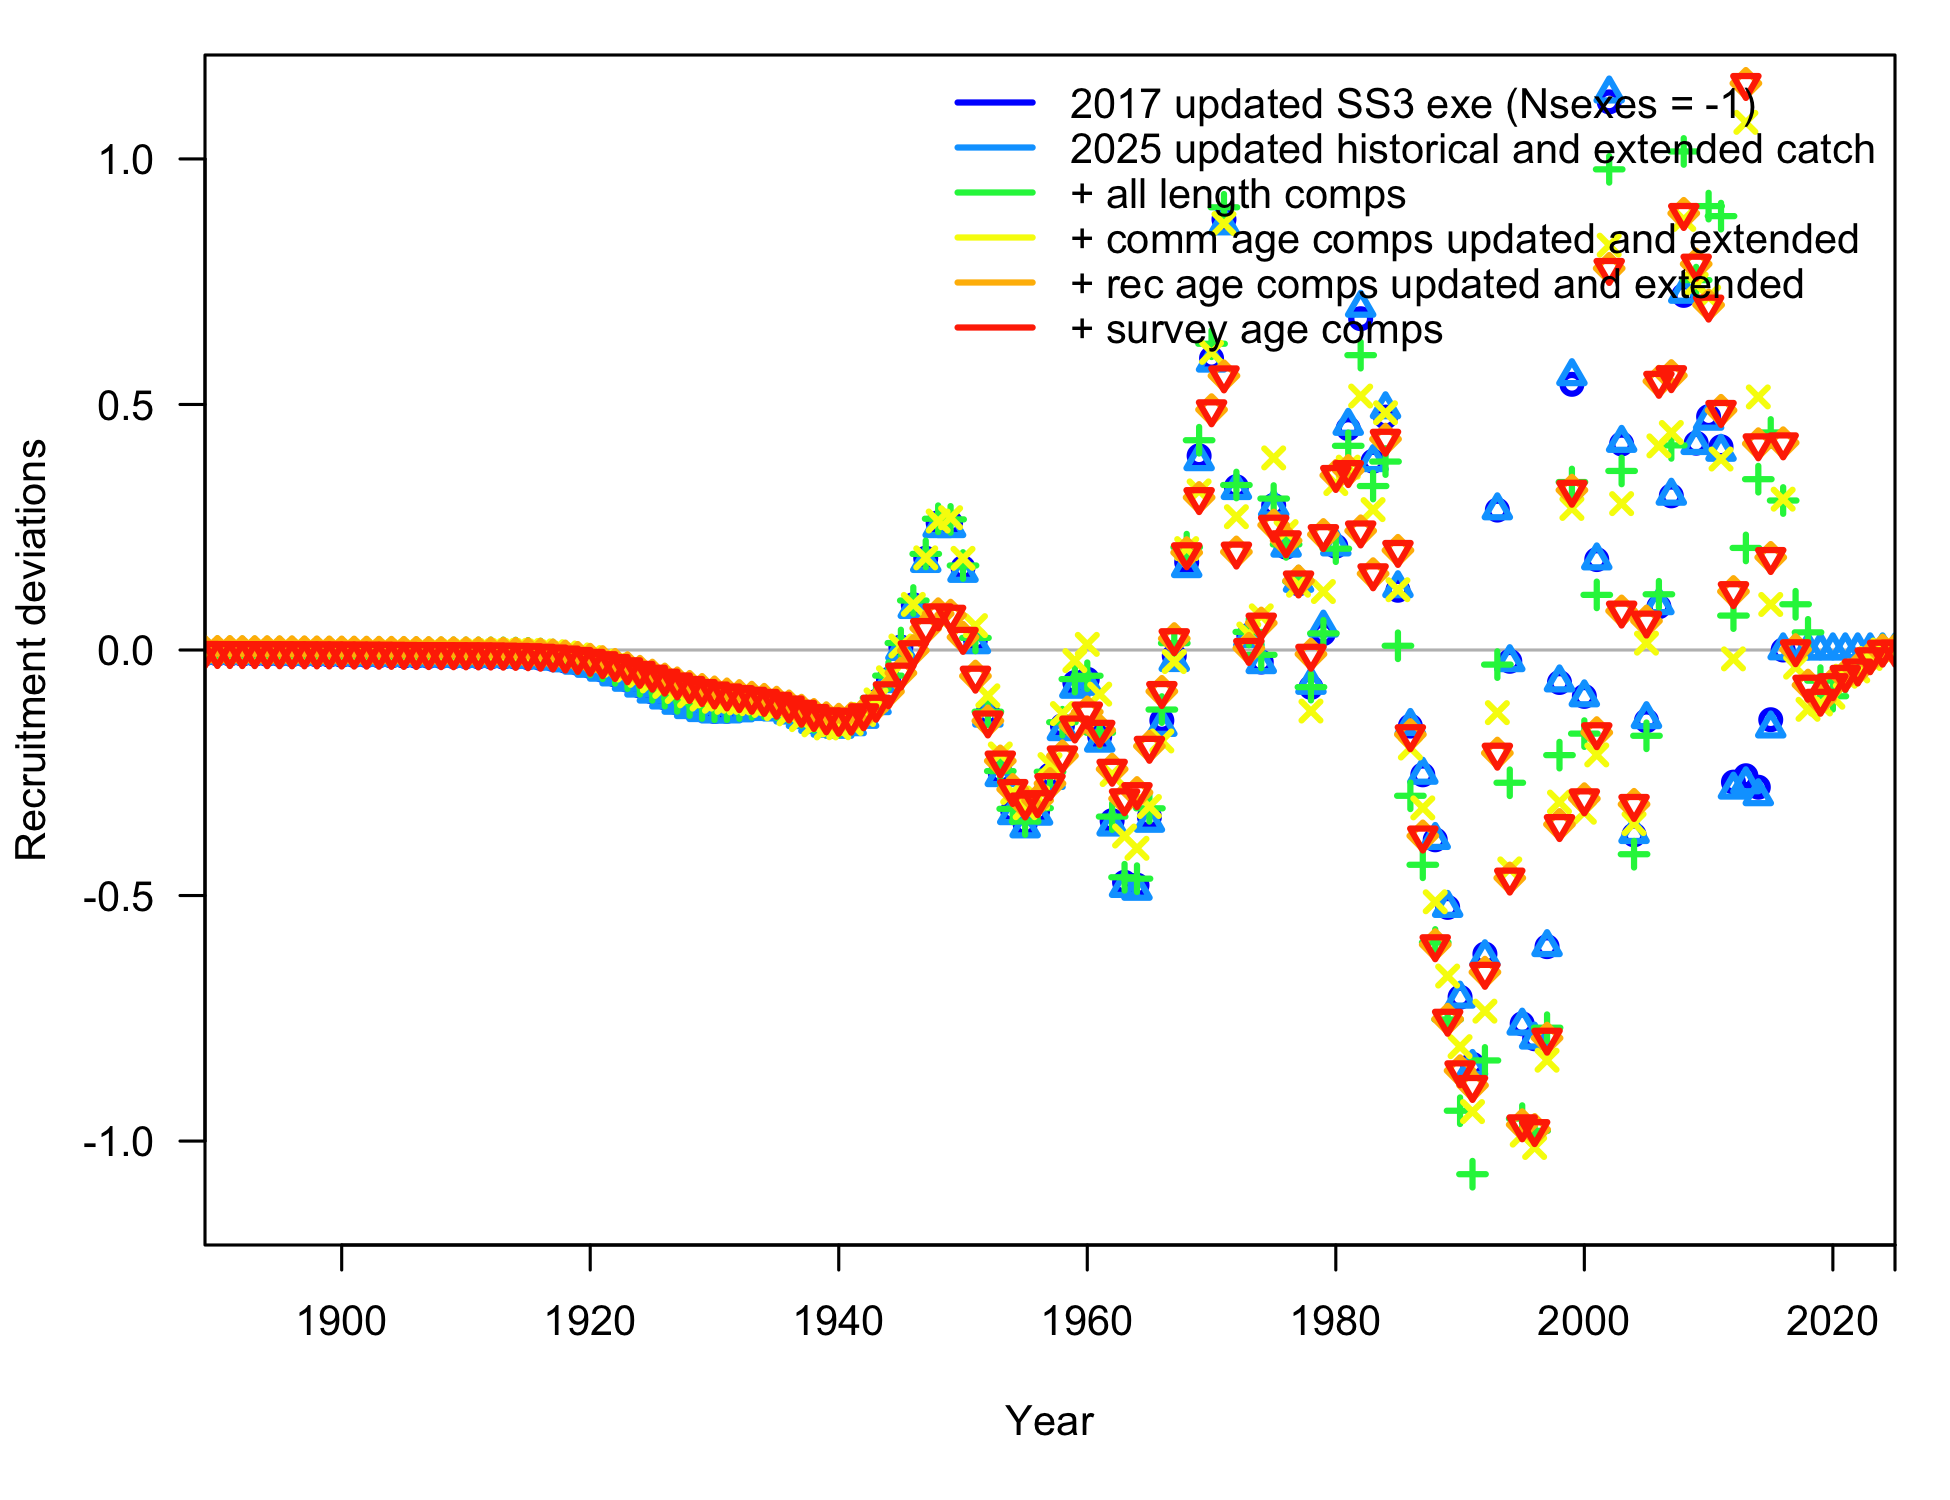 2017 updated SS3 exe (Nsexes = -1)
2025 updated historical and extended catch
+ all length comps
+ comm age comps updated and extended
+ rec age comps updated and extended
+ survey age comps
Recruitment deviations
1.0
0.5
0.0
-0.5
-1.0
1900 1920 1940 1960 1980 2000 2020
Year